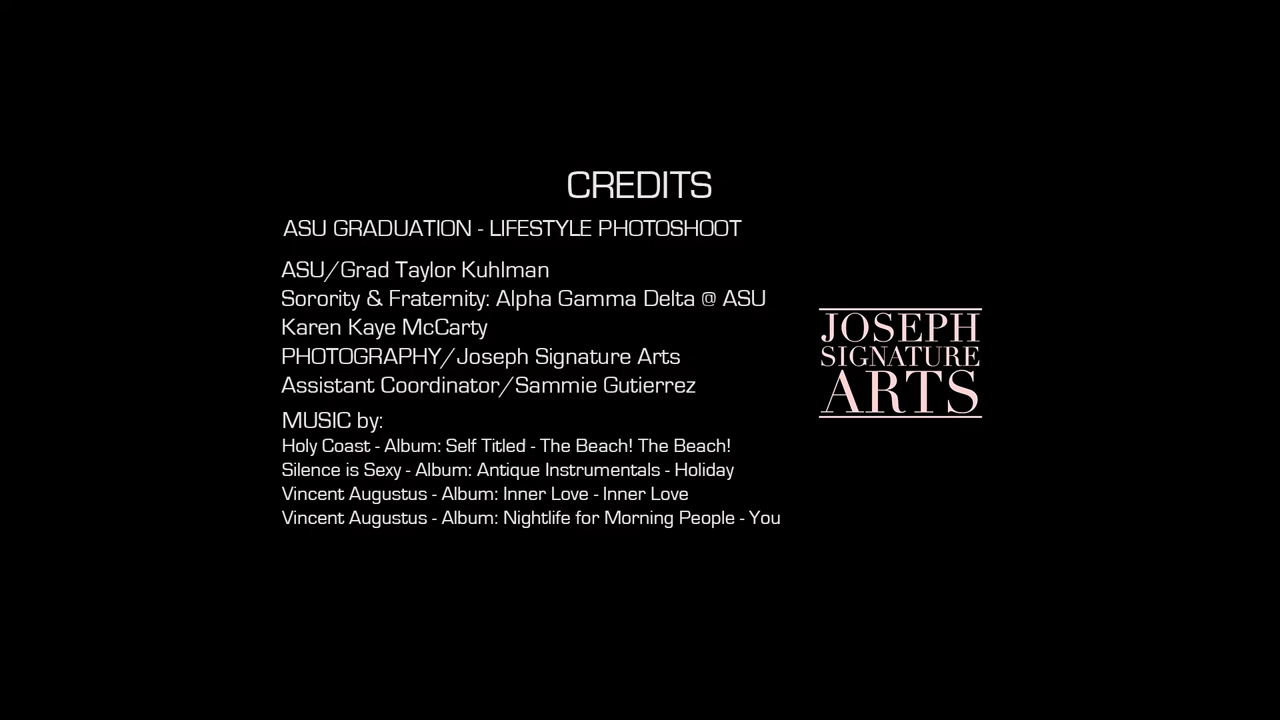 CREDITS
ASU GRADUATION - LIFESTYLE PHOTOSHOOT
ASU/Grad Taylor Kuhlman
Sorority & Fraternity: Alpha Gamma Delta @ ASU
Karen Kaye McCarty
PHOTOGRAPHY/Joseph Signature Arts
Assistant Coordinator/Sammie Gutierrez
MUSIC by:
Holy Coast - Album: Self Titled - The Beach! The Beach!
Silence is Sexy - Album: Antique Instrumentals - Holiday
Vincent Augustus - Album: Inner Love - Inner Love
Vincent Augustus - Album: Nightlife for Morning People - You
JOSEPH
SIGNATURE
ARTS